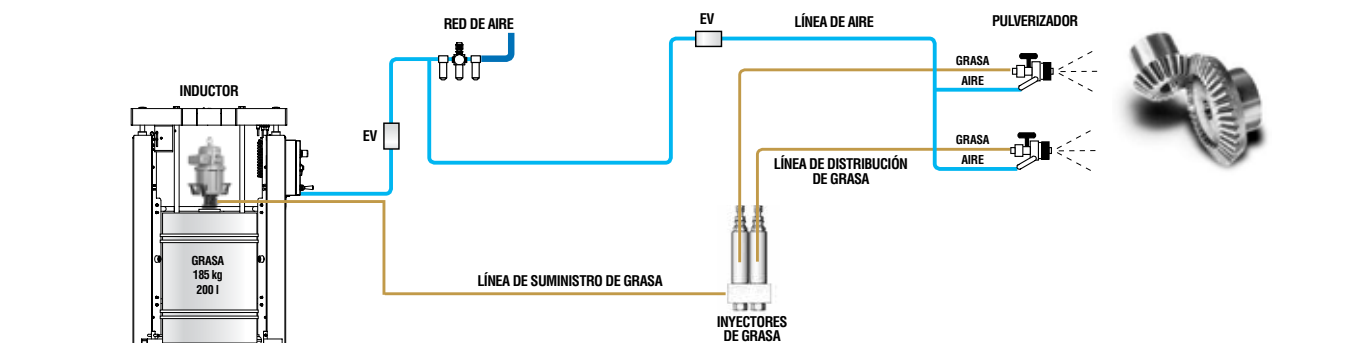 RED DE AIRE
EV
LÍNEA DE AIRE
PULVERIZADOR
GRASA
AIRE
INDUCTOR
EV
GRASA
AIRE
LÍNEA DE DISTRIBUCIÓN
DE GRASA
GRASA
185 kg
200 l
LÍNEA DE SUMINISTRO DE GRASA
INYECTORES
DE GRASA